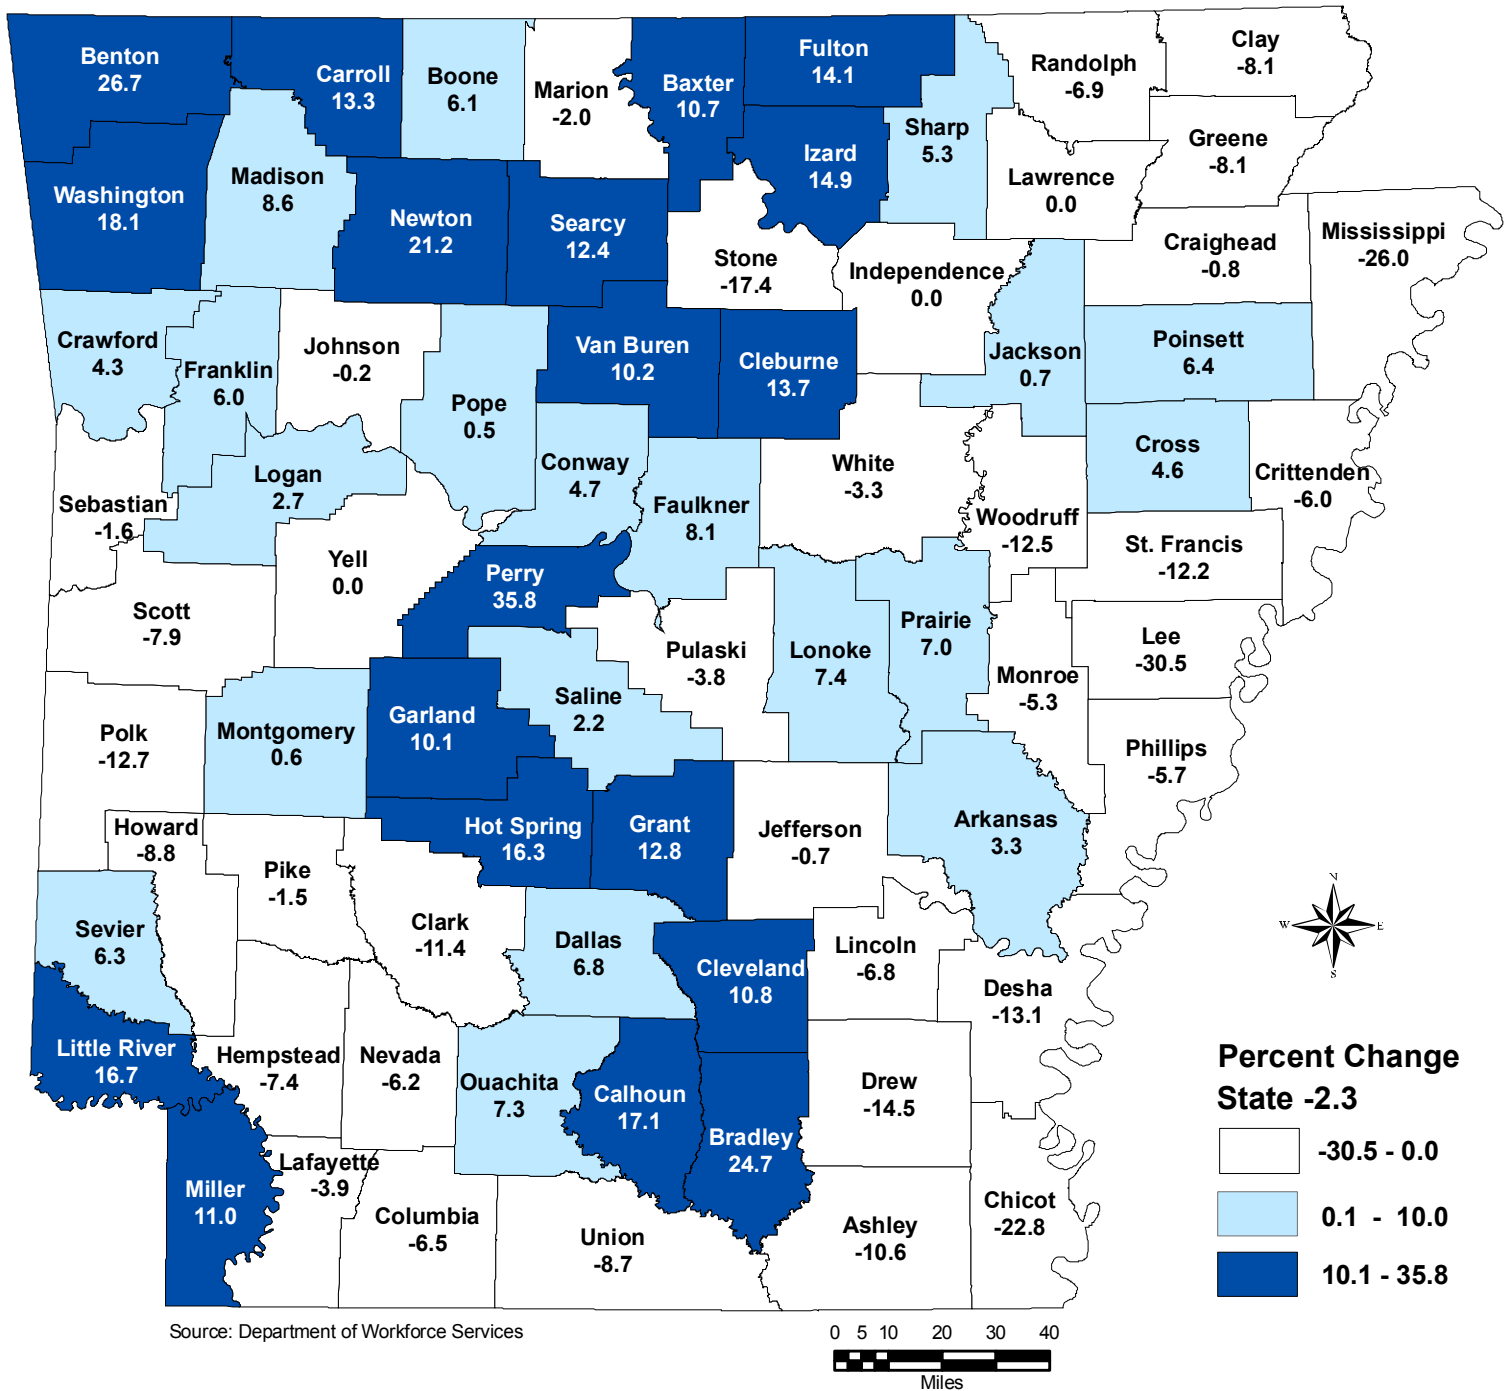 Benton
26.7
Carroll
13.3
Boone
6.1
Marion
-2.0
Baxter
10.7
Fulton
14.1
Randolph
-6.9
Clay
-8.1
Sharp
5.3
Izard
14.9
Greene
-8.1
Lawrence
0.0
Washington
18.1
Madison
8.6
Newton
21.2
Searcy
12.4
Stone
-17.4
Independence
0.0
Craighead
-0.8
Mississippi
-26.0
Crawford
4.3
Franklin
6.0
Johnson
-0.2
Pope
0.5
Van Buren
10.2
Cleburne
13.7
Jackson
0.7
Poinsett
6.4
Sebastian
-1.6
Logan
2.7
Conway
4.7
Faulkner
8.1
White
-3.3
Woodruff
-12.5
Cross
4.6
Crittenden
-6.0
St. Francis
-12.2
Scott
-7.9
Yell
0.0
Perry
35.8
Pulaski
-3.8
Lonoke
7.4
Prairie
7.0
Monroe
-5.3
Lee
-30.5
Polk
-12.7
Montgomery
0.6
Garland
10.1
Saline
2.2
Phillips
-5.7
Howard
-8.8
Pike
-1.5
Hot Spring
16.3
Grant
12.8
Jefferson
-0.7
Arkansas
3.3
Sevier
6.3
Clark
-11.4
Dallas
6.8
Cleveland
10.8
Lincoln
-6.8
Desha
-13.1
N
W
E
S
Little River
16.7
Hempstead
-7.4
Nevada
-6.2
Ouachita
7.3
Calhoun
17.1
Bradley
24.7
Drew
-14.5
Miller
11.0
Lafayette
-3.9
Columbia
-6.5
Union
-8.7
Ashley
-10.6
Chicot
-22.8
Percent Change
State -2.3
-30.5 - 0.0
0.1 - 10.0
10.1 - 35.8
Source: Department of Workforce Services
0 5 10 20 30 40
Miles